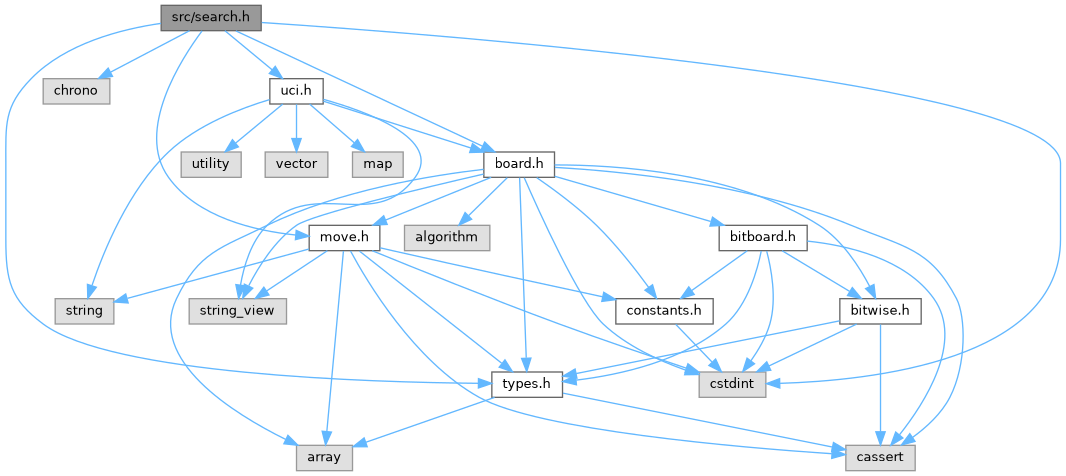 src/search.h
chrono
uci.h
utility
vector
map
board.h
move.h
algorithm
bitboard.h
string
string_view
constants.h
bitwise.h
types.h
cstdint
array
cassert